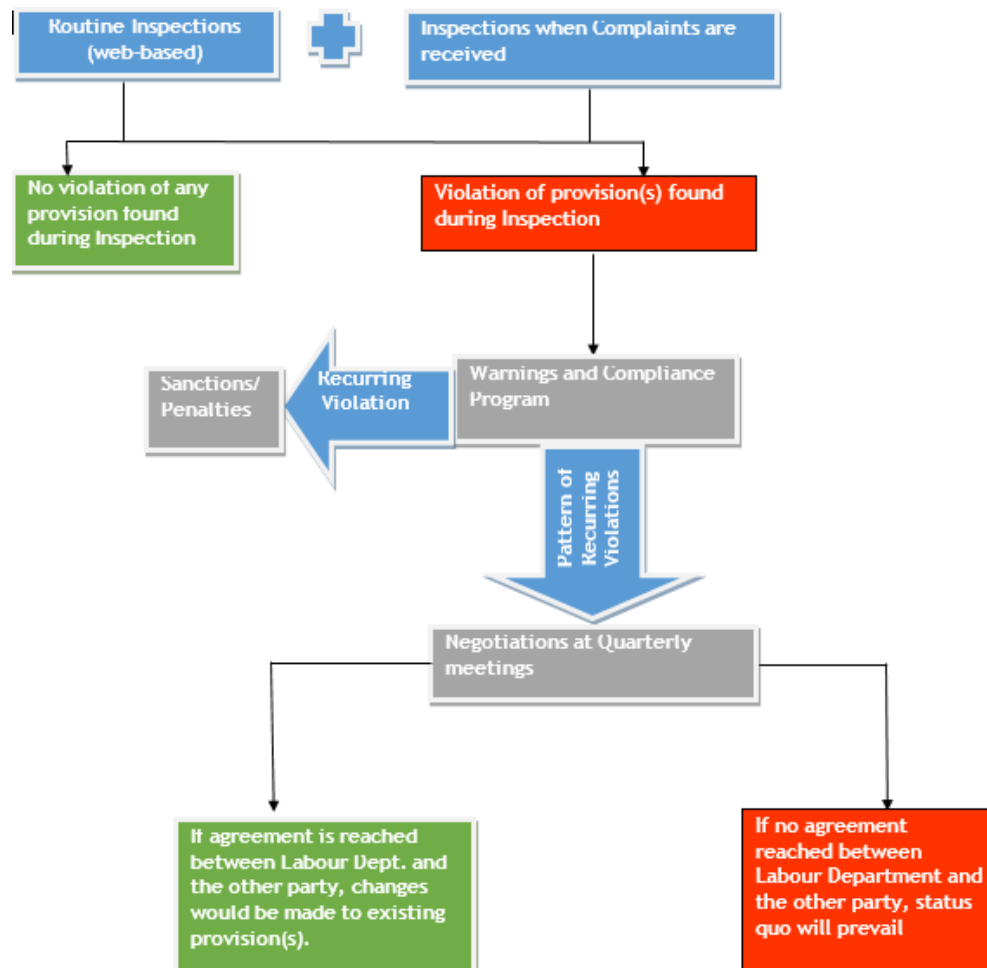 Routine Inspections
(web-based)
Inspections when Complaints are
received
No violation of any
provision found
during Inspection
Violation of provision(s) found
during Inspection
Sanctions/
Penalties
Recurring
Violation
Warnings and Compliance
Program
Pattern of
Recurring
Violations
Negotiations at Quarterly
meetings
If agreement is reached
between Labour Dept. and
the other party, changes
would be made to existing
provision(s).
If no agreement
reached between
Labour Department and
the other party, status
quo will prevail